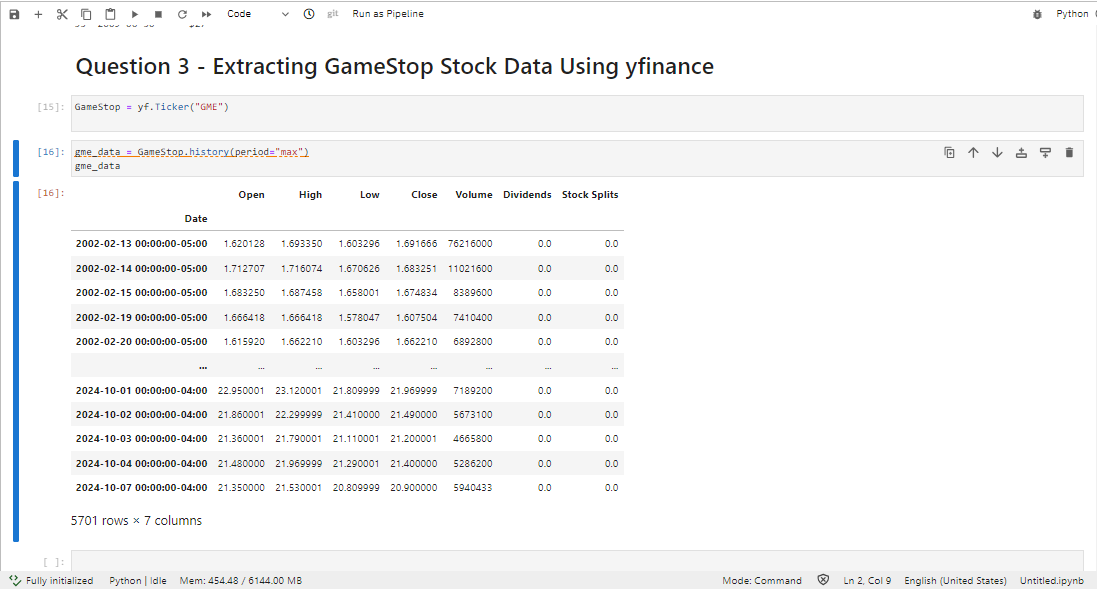 Code git Run as Pipeline Python
Question 3 - Extracting GameStop Stock Data Using yfinance
[15]: GameStop = yf.Ticker("GME")
[16]: gme_data = GameStop.history(period="max")
gme_data
[16]: Open High Low Close Volume Dividends Stock Splits
Date
2002-02-13 00:00:00-05:00 1.620128 1.693350 1.603296 1.691666 76216000 0.0 0.0
2002-02-14 00:00:00-05:00 1.712707 1.716074 1.670626 1.683251 11021600 0.0 0.0
2002-02-15 00:00:00-05:00 1.683250 1.687458 1.658001 1.674834 8389600 0.0 0.0
2002-02-19 00:00:00-05:00 1.666418 1.666418 1.578047 1.607504 7410400 0.0 0.0
2002-02-20 00:00:00-05:00 1.615920 1.662210 1.603296 1.662210 6892800 0.0 0.0
... ... ... ... ... ... ... ...
2024-10-01 00:00:00-04:00 22.950001 23.120001 21.809999 21.969999 7189200 0.0 0.0
2024-10-02 00:00:00-04:00 21.860001 22.299999 21.410000 21.490000 5673100 0.0 0.0
2024-10-03 00:00:00-04:00 21.360001 21.790001 21.110001 21.200001 4665800 0.0 0.0
2024-10-04 00:00:00-04:00 21.480000 21.969999 21.290001 21.400000 5286200 0.0 0.0
2024-10-07 00:00:00-04:00 21.350000 21.530001 20.809999 20.900000 5940433 0.0 0.0
5701 rows × 7 columns
[ ]:
Fully initialized Python | Idle Mem: 454.48 / 6144.00 MB Mode: Command Ln 2, Col 9 English (United States) Untitled.ipynb